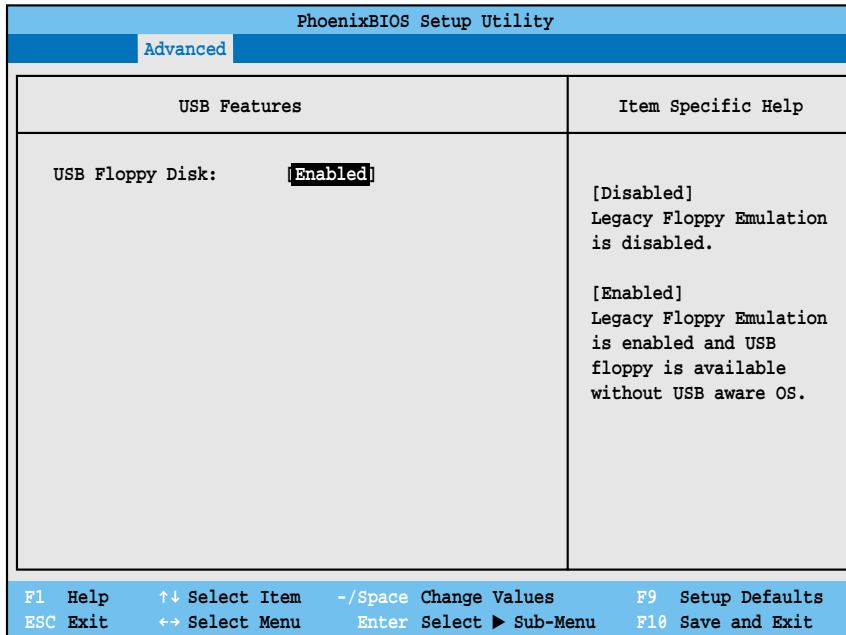 PhoenixBIOS Setup Utility
Advanced
USB Features
Item Specific Help
USB Floppy Disk: [Enabled]
[Disabled]
Legacy Floppy Emulation
is disabled.
[Enabled]
Legacy Floppy Emulation
is enabled and USB
floppy is available
without USB aware OS.
F1 Help ↑↓ Select Item -/Space Change Values F9 Setup Defaults
ESC Exit ←→ Select Menu Enter Select ▶ Sub-Menu F10 Save and Exit